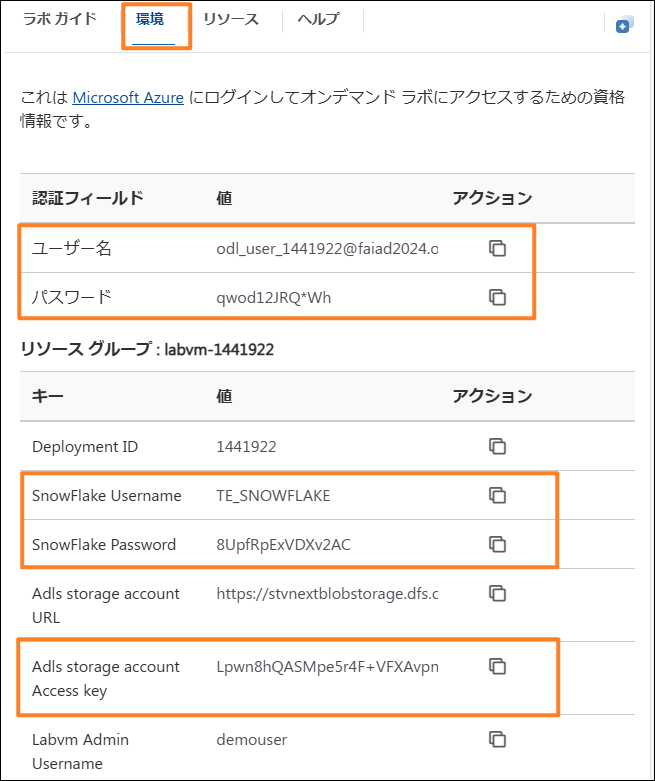 ラボ ガイド 環境 リソース ヘルプ
これは Microsoft Azure にログインしてオンデマンド ラボにアクセスするための資格
情報です。
認証フィールド 値 アクション
ユーザー名 odl_user_1441922@faiad2024.o
パスワード qwod12JRQ*Wh
リソース グループ : labvm-1441922
キー 値 アクション
Deployment ID 1441922
SnowFlake Username TE_SNOWFLAKE
SnowFlake Password 8UpfRpExVDXv2AC
Adls storage account https://stvnextblobstorage.dfs.c
URL
Adls storage account Lpwn8hQASMpe5r4F+VFXAvpn
Access key
Labvm Admin demouser
Username